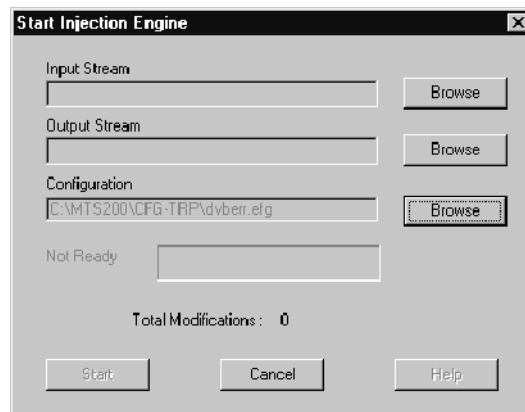 Start Injection Engine
Input Stream
Browse
Output Stream
Browse
Configuration
C:\MTS200\CFG-TRP\dvberr.efg
Browse
Not Ready
Total Modifications : 0
Start Cancel Help